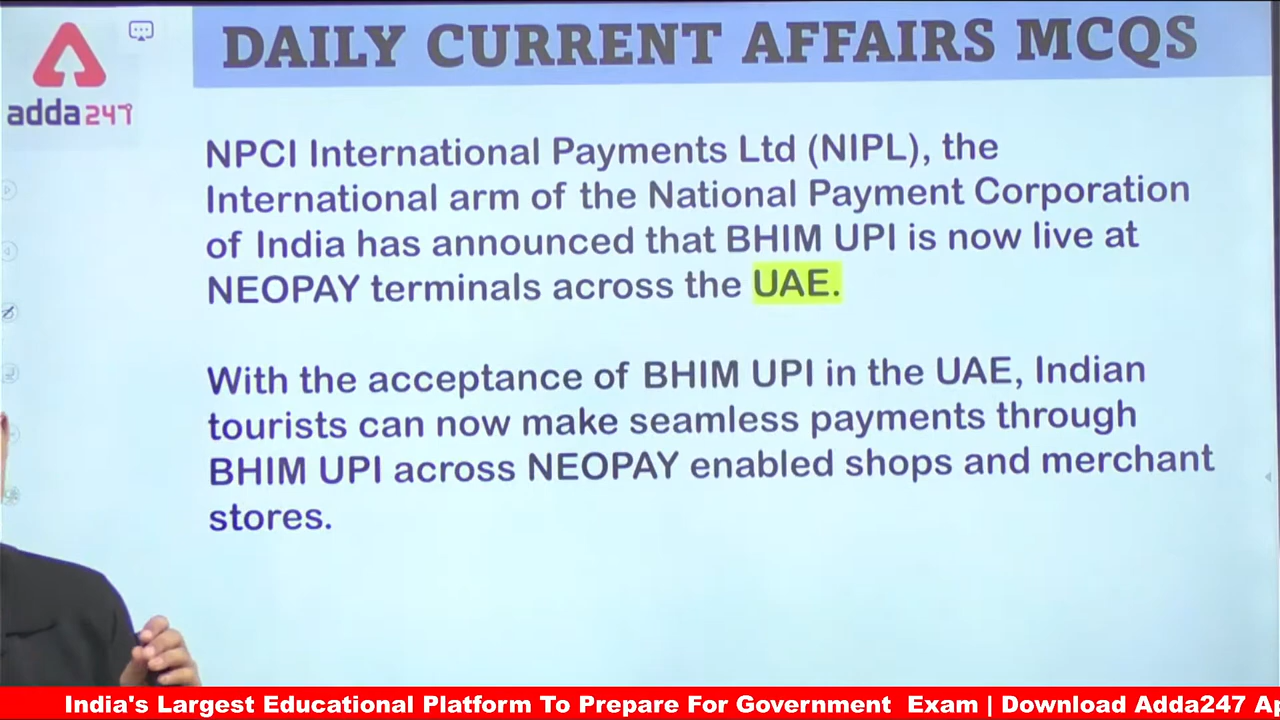 DAILY CURRENT AFFAIRS MCQS
adda247
NPCI International Payments Ltd (NIPL), the
International arm of the National Payment Corporation
of India has announced that BHIM UPI is now live at
NEOPAY terminals across the UAE.
With the acceptance of BHIM UPI in the UAE, Indian
tourists can now make seamless payments through
BHIM UPI across NEOPAY enabled shops and merchant
stores.
India's Largest Educational Platform To Prepare For Government Exam | Download Adda247 Ap